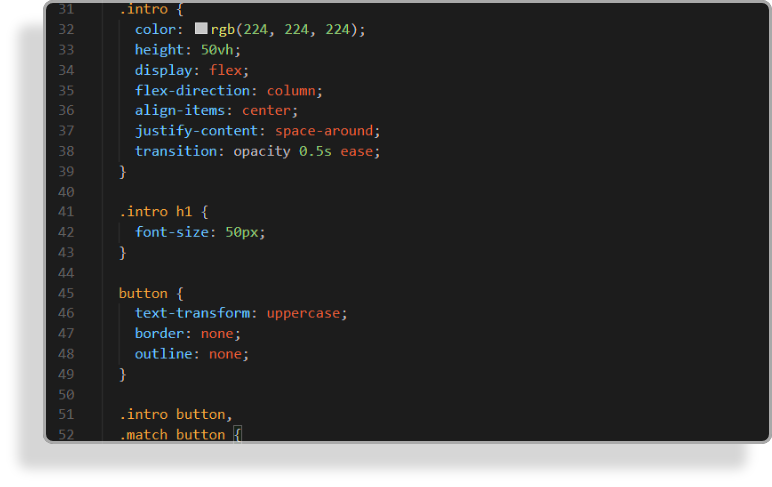 31 .intro {
32 color: rgb(224, 224, 224);
33 height: 50vh;
34 display: flex;
35 flex-direction: column;
36 align-items: center;
37 justify-content: space-around;
38 transition: opacity 0.5s ease;
39 }
40
41 .intro h1 {
42 font-size: 50px;
43 }
44
45 button {
46 text-transform: uppercase;
47 border: none;
48 outline: none;
49 }
50
51 .intro button,
52 .match button {